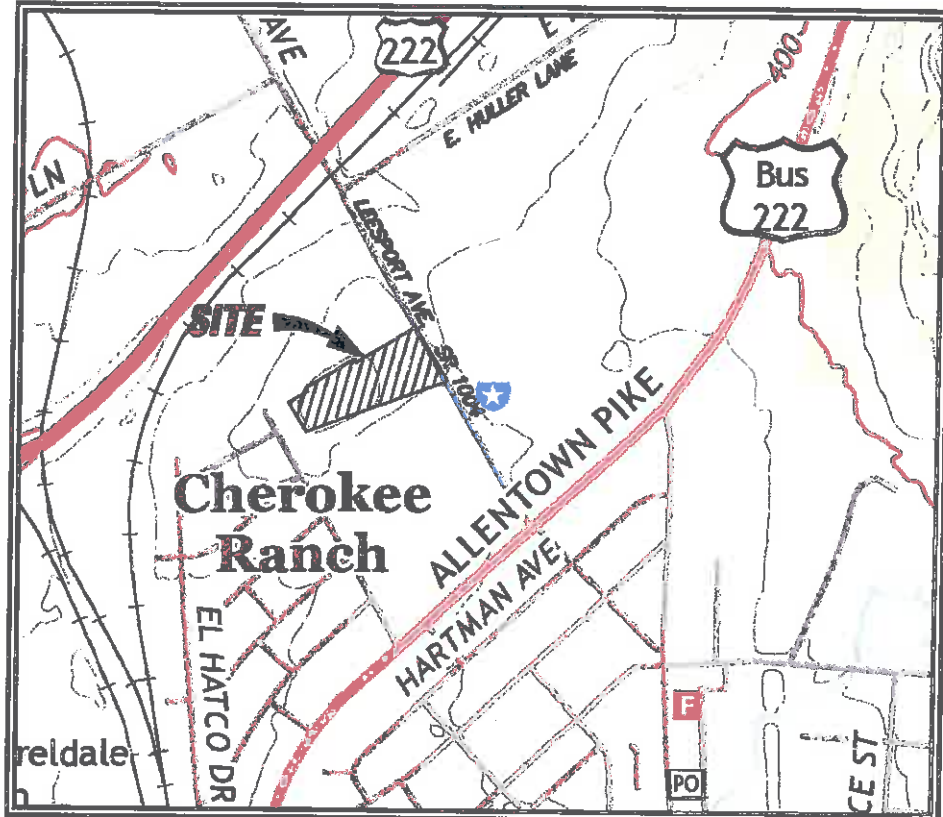 AVE
222
400
E. HULLER LANE
LN
Bus
222
LEESPORT AVE.
SITE
SR 1004
ALLENTOWN PIKE
Cherokee
Ranch
HARTMAN AVE.
EL HATCO DR
F
reldale
PO
CE ST